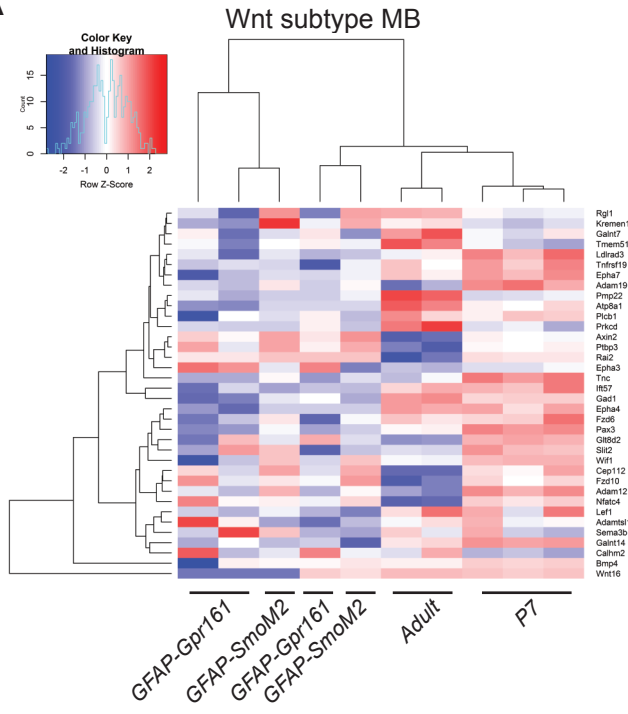 A
Wnt subtype MB
Color Key
and Histogram
Count
0 5 10 15
-2 -1 0 1 2
Row Z-Score
Rgl1
Kremen1
Galnt7
Tmem51
Ldlrad3
Tnfrsf19
Epha7
Adam19
Pmp22
Atp8a1
Plcb1
Prkcd
Axin2
Ptbp3
Rai2
Epha3
Tnc
Ift57
Gad1
Epha4
Fzd6
Pax3
Glt8d2
Slit2
Wif1
Cep112
Fzd10
Adam12
Nfatc4
Lef1
Adamtsl
Sema3b
Galnt14
Calhm2
Bmp4
Wnt16
GFAP-Gpr161
GFAP-SmoM2
GFAP-Gpr161
GFAP-SmoM2
Adult
P7